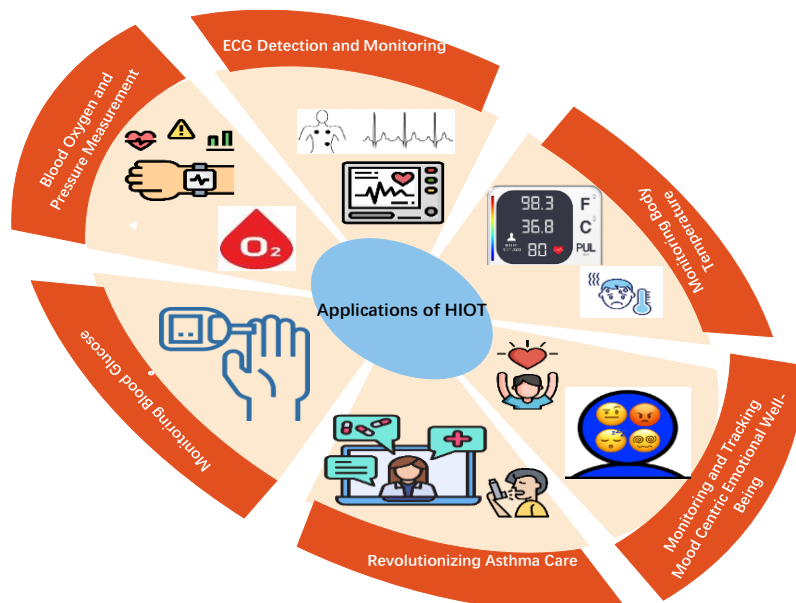 ECG Detection and Monitoring
Blood Oxygen and
Pressure Measurement
O2
98.3 F
36.8 C
80 PUL
Monitoring Body
Temperature
Applications of HIOT
Monitoring Blood Glucose
Monitoring and Tracking
Mood Centric Emotional Well-
Being
Revolutionizing Asthma Care